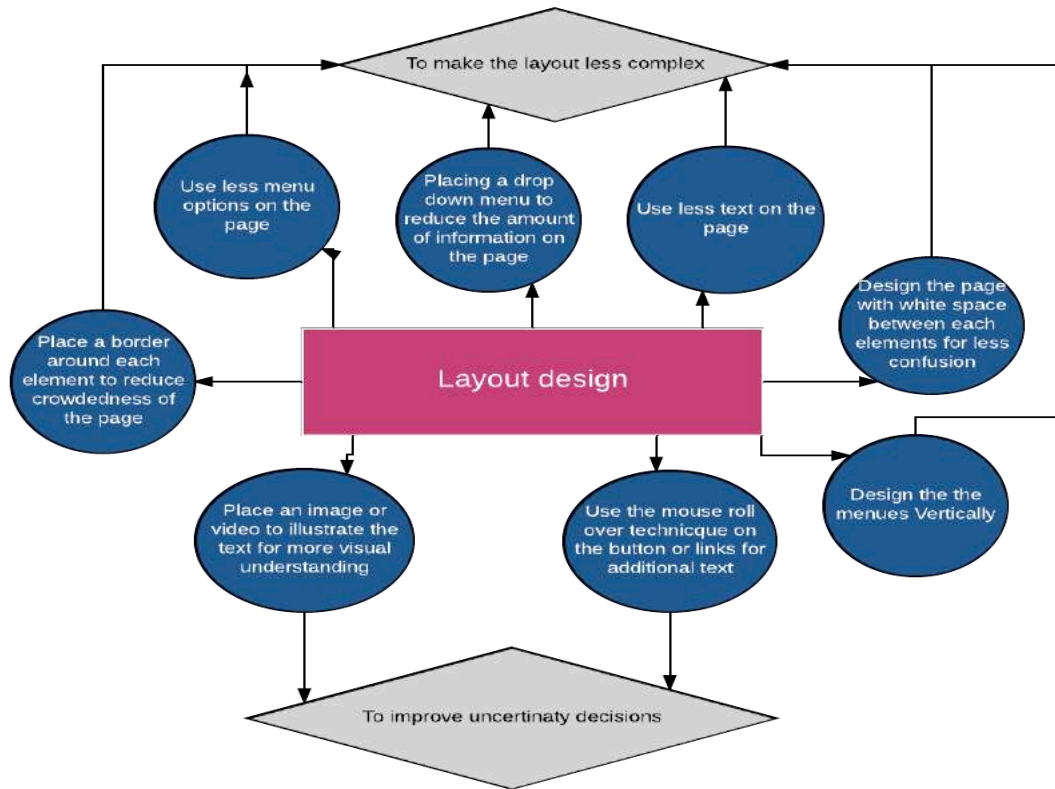 To make the layout less complex
Use less menu
options on the
page
Placing a drop
down menu to
reduce the amount
of information on
the page
Use less text on the
page
Design the page
with white space
between each
elements for less
confusion
Place a border
around each
element to reduce
crowdedness of
the page
Layout design
Design the the
menues Vertically
Place an image or
video to illustrate the
text for more visual
understanding
Use the mouse roll
over technicque on
the button or links for
additional text
To improve uncertinaty decisions